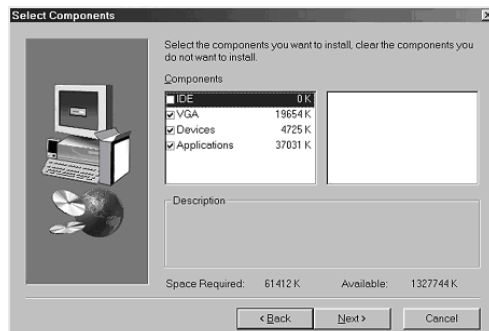 Select Components
Select the components you want to install, clear the components you
do not want to install.
Components
IDE 0 K
VGA 19654 K
Devices 4725 K
Applications 37031 K
Description
Space Required: 61412 K Available: 1327744 K
< Back Next > Cancel